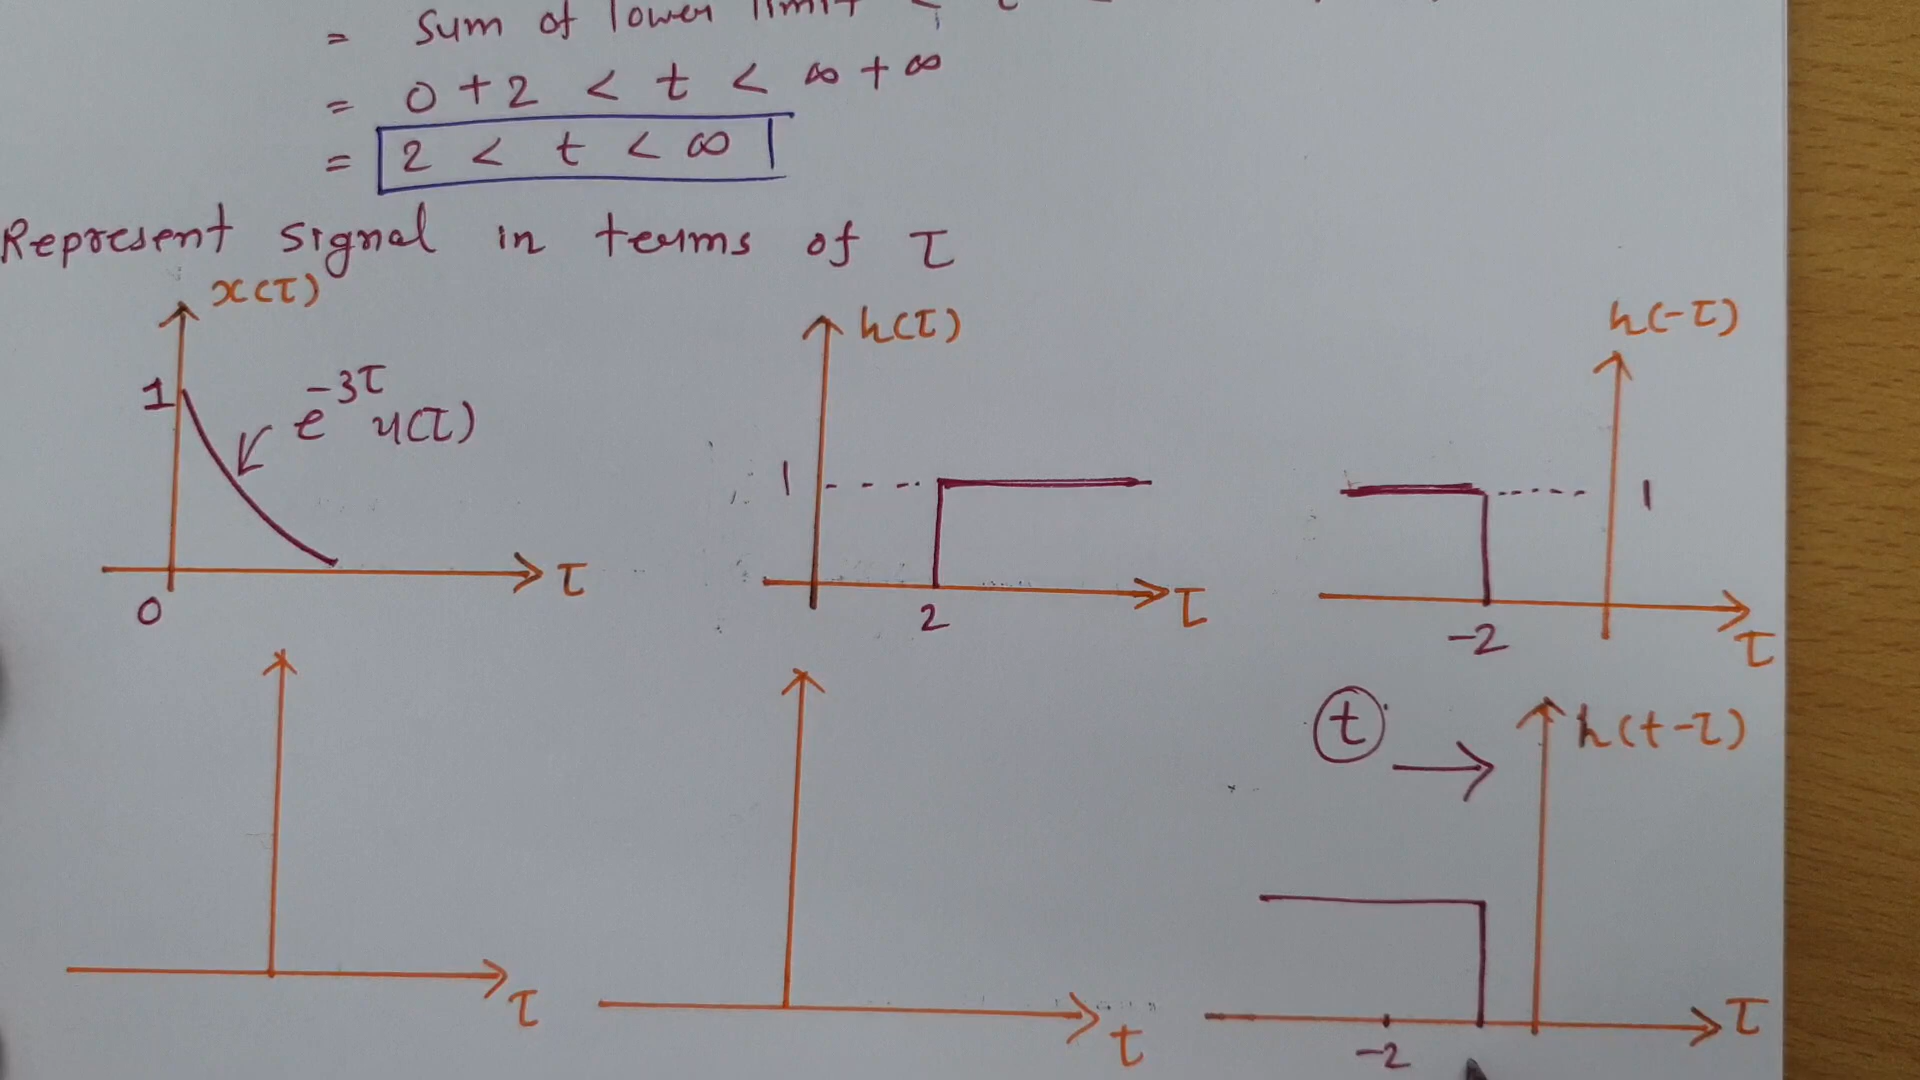 = sum of lower limit <
= 0 + 2 < t < ∞ + ∞
= 2 < t < ∞
Represent signal in terms of τ
x(τ)
1
e^{-3τ} u(τ)
0
τ
h(τ)
1
2
τ
h(-τ)
1
-2
τ
τ
t
t
h(t-τ)
-2
τ